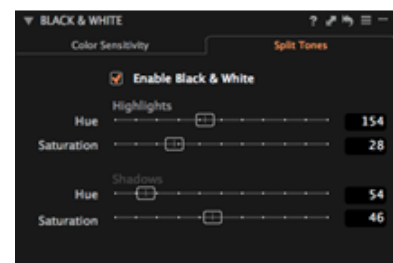 BLACK & WHITE ?
Color Sensitivity Split Tones
Enable Black & White
Highlights
Hue 154
Saturation 28
Shadows
Hue 54
Saturation 46